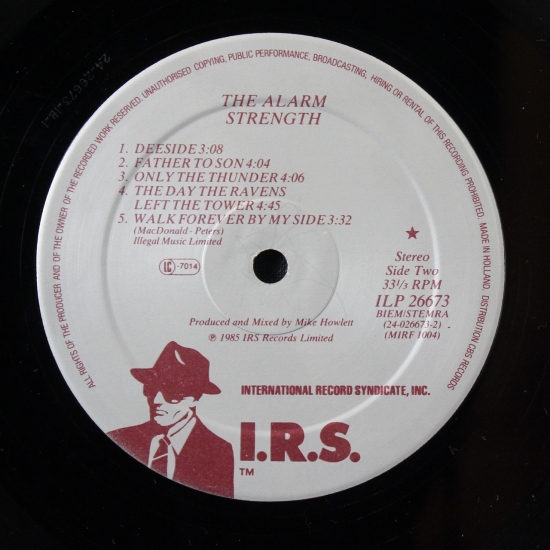 ALL RIGHTS OF THE PRODUCER AND OF THE OWNER OF THE RECORDED WORK RESERVED. UNAUTHORISED COPYING, PUBLIC PERFORMANCE, BROADCASTING, HIRING OR RENTAL OF THIS RECORDING PROHIBITED. MADE IN HOLLAND. DISTRIBUTION CBS RECORDS
THE ALARM
STRENGTH
1. DEESIDE 3:08
2. FATHER TO SON 4:04
3. ONLY THE THUNDER 4:06
4. THE DAY THE RAVENS
LEFT THE TOWER 4:45
5. WALK FOREVER BY MY SIDE 3:32
(MacDonald - Peters)
Illegal Music Limited
LC -7014
Stereo
Side Two
33⅓ RPM
ILP 26673
BIEM/STEMRA
(24-026673-2)
(MIRF 1004)
Produced and Mixed by Mike Howlett
℗ 1985 IRS Records Limited
INTERNATIONAL RECORD SYNDICATE, INC.
I.R.S.
TM